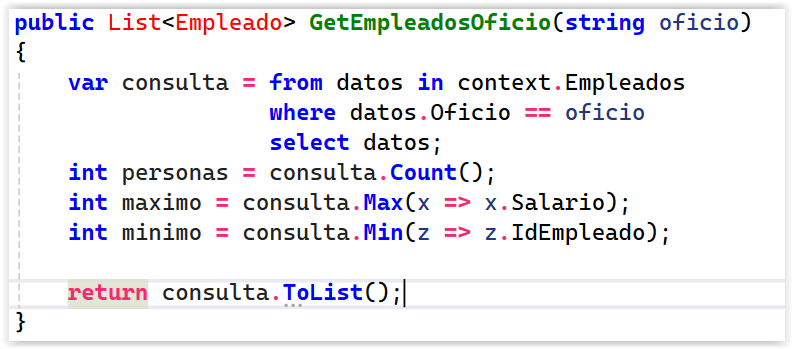 public List<Empleado> GetEmpleadosOficio(string oficio)
{
    var consulta = from datos in context.Empleados
                   where datos.Oficio == oficio
                   select datos;
    int personas = consulta.Count();
    int maximo = consulta.Max(x => x.Salario);
    int minimo = consulta.Min(z => z.IdEmpleado);

    return consulta.ToList();
}